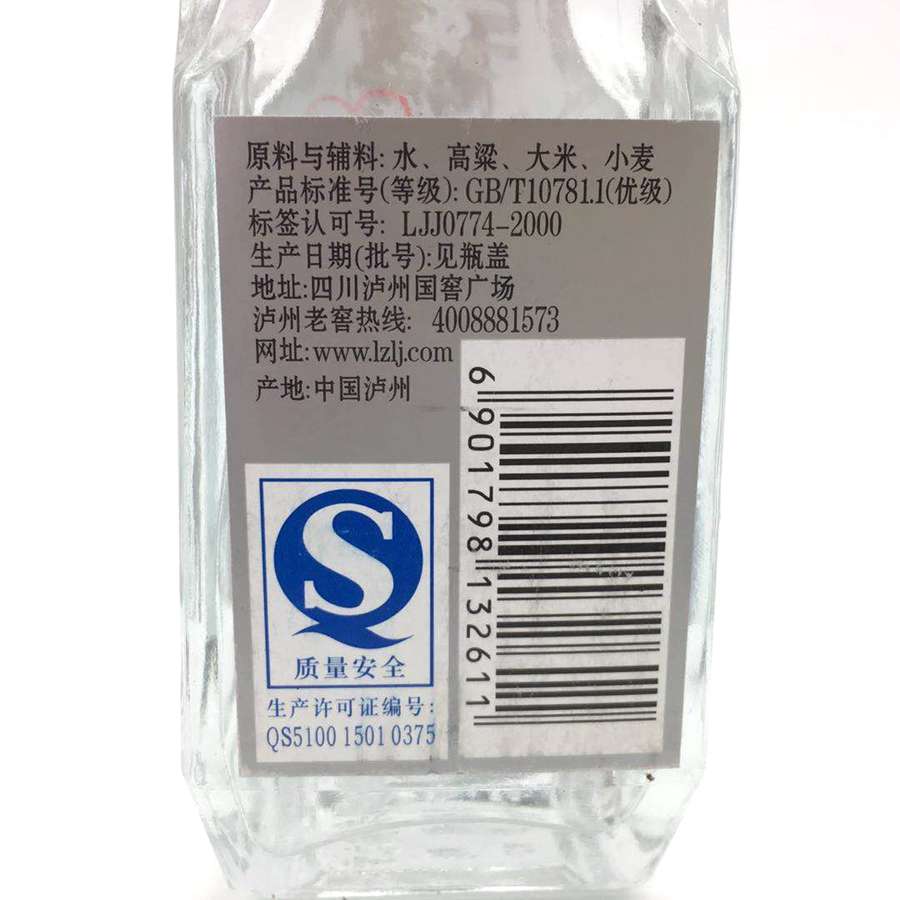 原料与辅料: 水、高粱、大米、小麦
产品标准号(等级): GB/T10781.1(优级)
标签认可号: LJJ0774-2000
生产日期(批号):见瓶盖
地址:四川泸州国窖广场
泸州老窖热线: 4008881573
网址:www.lzlj.com
产地:中国泸州
6901798132611
S
质量安全
生产许可证编号:
QS5100 1501 0375